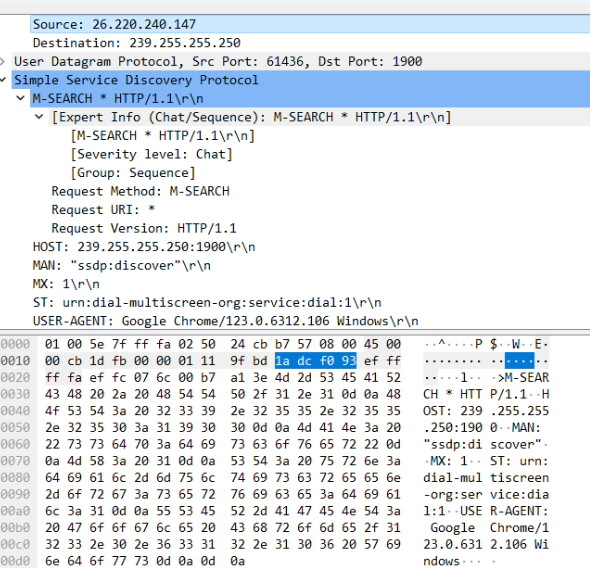 Source: 26.220.240.147
Destination: 239.255.255.250
User Datagram Protocol, Src Port: 61436, Dst Port: 1900
Simple Service Discovery Protocol
M-SEARCH * HTTP/1.1\r\n
[Expert Info (Chat/Sequence): M-SEARCH * HTTP/1.1\r\n]
[M-SEARCH * HTTP/1.1\r\n]
[Severity level: Chat]
[Group: Sequence]
Request Method: M-SEARCH
Request URI: *
Request Version: HTTP/1.1
HOST: 239.255.255.250:1900\r\n
MAN: "ssdp:discover"\r\n
MX: 1\r\n
ST: urn:dial-multiscreen-org:service:dial:1\r\n
USER-AGENT: Google Chrome/123.0.6312.106 Windows\r\n
0000 01 00 5e 7f ff fa 02 50 24 cb b7 57 08 00 45 00 ··^····P $··W··E·
0010 00 cb 1d fb 00 00 01 11 9f bd 1a dc f0 93 ef ff ········ ········
0020 ff fa ef fc 07 6c 00 b7 a1 3e 4d 2d 53 45 41 52 ·····l·· ·>M-SEAR
0030 43 48 20 2a 20 48 54 54 50 2f 31 2e 31 0d 0a 48 CH * HTT P/1.1··H
0040 4f 53 54 3a 20 32 33 39 2e 32 35 35 2e 32 35 35 OST: 239 .255.255
0050 2e 32 35 30 3a 31 39 30 30 0d 0a 4d 41 4e 3a 20 .250:190 0··MAN:
0060 22 73 73 64 70 3a 64 69 73 63 6f 76 65 72 22 0d "ssdp:di scover"·
0070 0a 4d 58 3a 20 31 0d 0a 53 54 3a 20 75 72 6e 3a ·MX: 1·· ST: urn:
0080 64 69 61 6c 2d 6d 75 6c 74 69 73 63 72 65 65 6e dial-mul tiscreen
0090 2d 6f 72 67 3a 73 65 72 76 69 63 65 3a 64 69 61 -org:ser vice:dia
00a0 6c 3a 31 0d 0a 55 53 45 52 2d 41 47 45 4e 54 3a l:1··USE R-AGENT:
00b0 20 47 6f 6f 67 6c 65 20 43 68 72 6f 6d 65 2f 31 Google Chrome/1
00c0 32 33 2e 30 2e 36 33 31 32 2e 31 30 36 20 57 69 23.0.631 2.106 Wi
00d0 6e 64 6f 77 73 0d 0a 0d 0a ndows··· ·